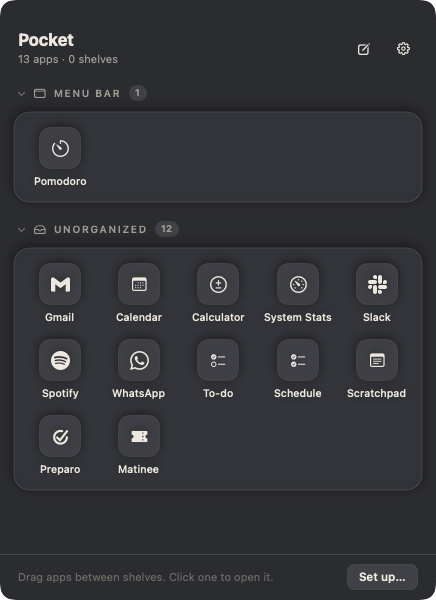 Pocket
13 apps · 0 shelves
MENU BAR 1
Pomodoro
UNORGANIZED 12
Gmail Calendar Calculator System Stats Slack
Spotify WhatsApp To-do Schedule Scratchpad
Preparo Matinee
Drag apps between shelves. Click one to open it. Set up...